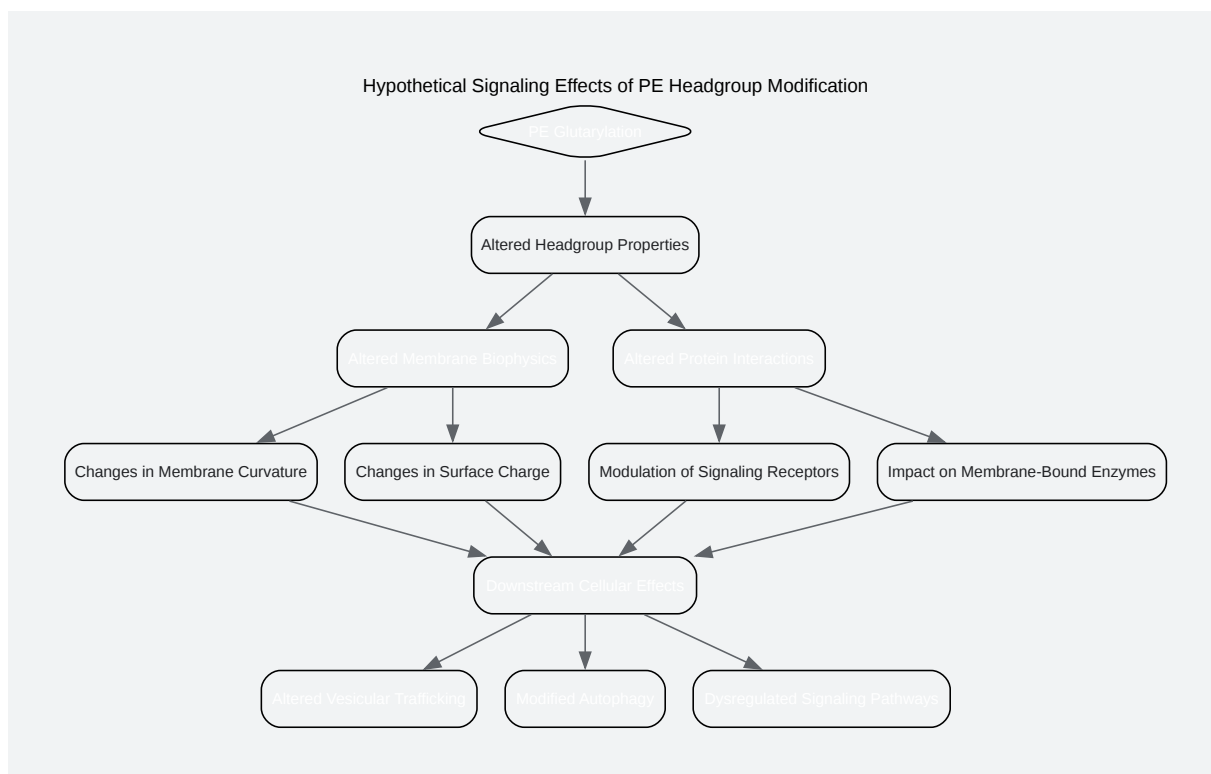 Hypothetical Signaling Effects of PE Headgroup Modification
PE Glutarylation
Altered Headgroup Properties
Altered Membrane Biophysics
Altered Protein Interactions
Changes in Membrane Curvature
Changes in Surface Charge
Modulation of Signaling Receptors
Impact on Membrane-Bound Enzymes
Downstream Cellular Effects
Altered Vesicular Trafficking
Modified Autophagy
Dysregulated Signaling Pathways